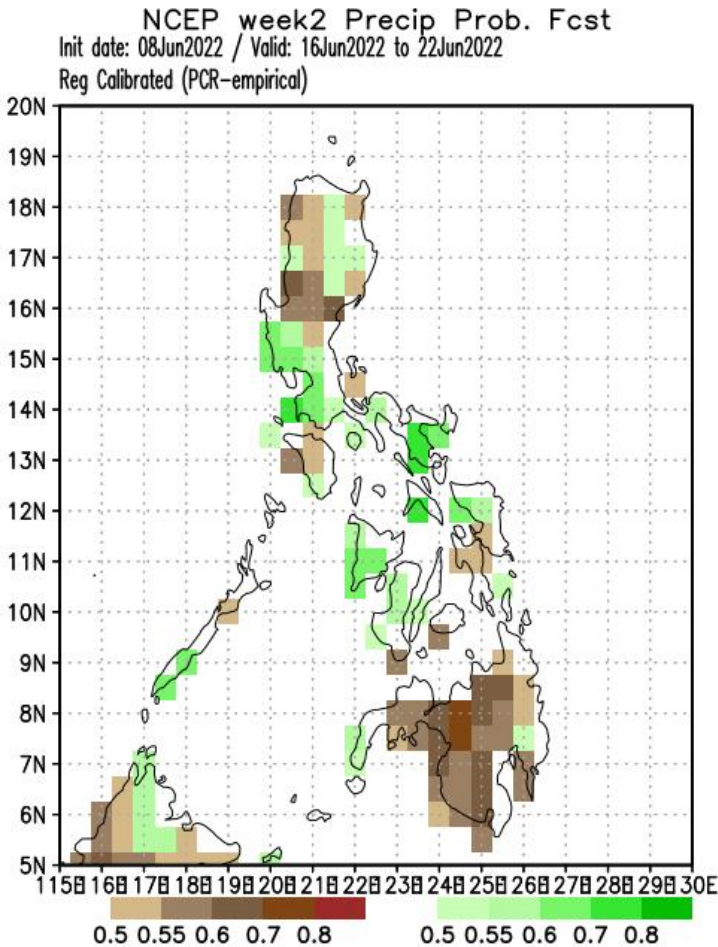 NCEP week2 Precip Prob. Fcst
Init date: 08Jun2022 / Valid: 16Jun2022 to 22Jun2022
Reg Calibrated (PCR-empirical)
20N
19N
18N
17N
16N
15N
14N
13N
12N
11N
10N
9N
8N
7N
6N
5N
115E 116E 117E 118E 119E 120E 121E 122E 123E 124E 125E 126E 127E 128E 129E 130E
0.5 0.55 0.6 0.7 0.8 0.5 0.55 0.6 0.7 0.8